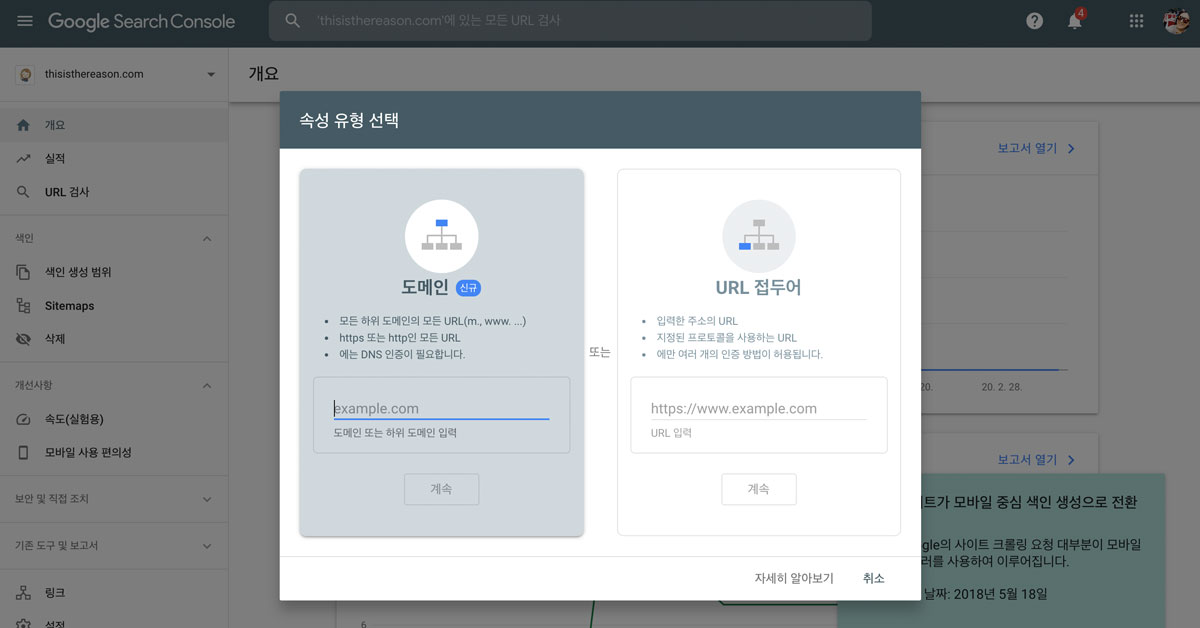 Google Search Console
'thisisthereason.com'에 있는 모든 URL 검사
4
thisisthereason.com
개요
개요
실적
URL 검사
색인
색인 생성 범위
Sitemaps
삭제
개선사항
속도(실험용)
모바일 사용 편의성
보안 및 직접 조치
기존 도구 및 보고서
링크
설정
속성 유형 선택
도메인 신규
모든 하위 도메인의 모든 URL(m., www. ...)
https 또는 http인 모든 URL
에는 DNS 인증이 필요합니다.
example.com
도메인 또는 하위 도메인 입력
계속
또는
URL 접두어
입력한 주소의 URL
지정된 프로토콜을 사용하는 URL
에만 여러 개의 인증 방법이 허용됩니다.
https://www.example.com
URL 입력
계속
자세히 알아보기 취소
보고서 열기
20. 20. 2. 28.
보고서 열기
트가 모바일 중심 색인 생성으로 전환
gle의 사이트 크롤링 요청 대부분이 모바일
러를 사용하여 이루어집니다.
날짜: 2018년 5월 18일
6